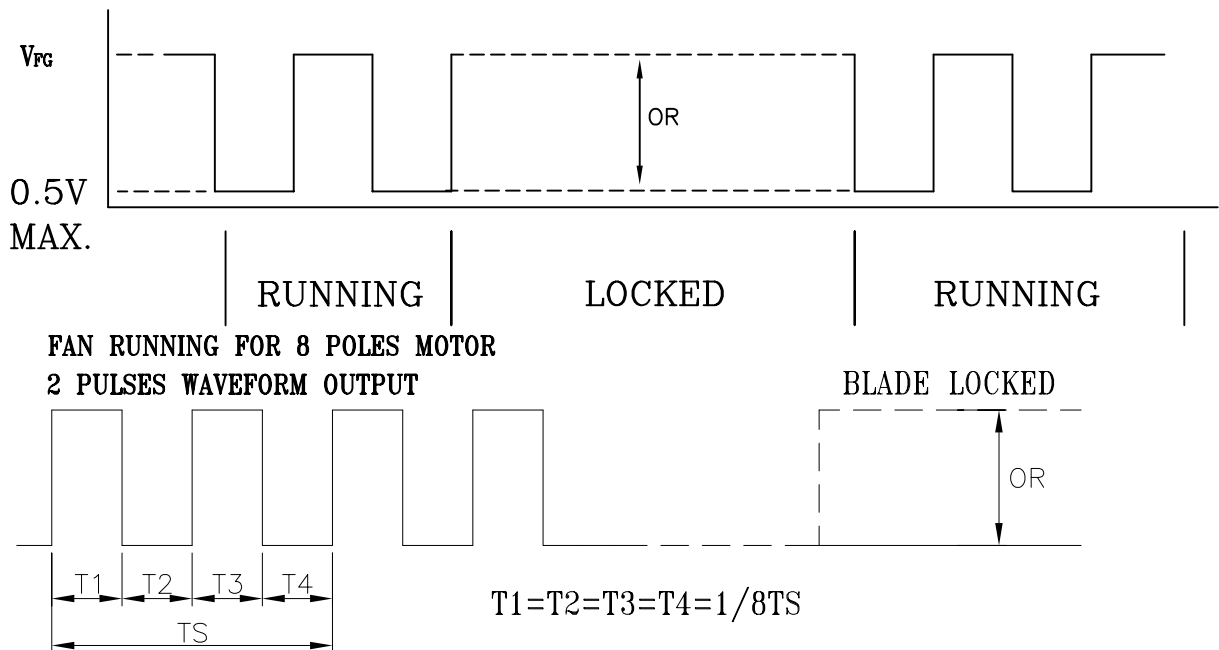 VFG
OR
0.5V
MAX.
RUNNING LOCKED RUNNING
FAN RUNNING FOR 8 POLES MOTOR
2 PULSES WAVEFORM OUTPUT
BLADE LOCKED
OR
T1 T2 T3 T4
T1=T2=T3=T4=1/8TS
TS